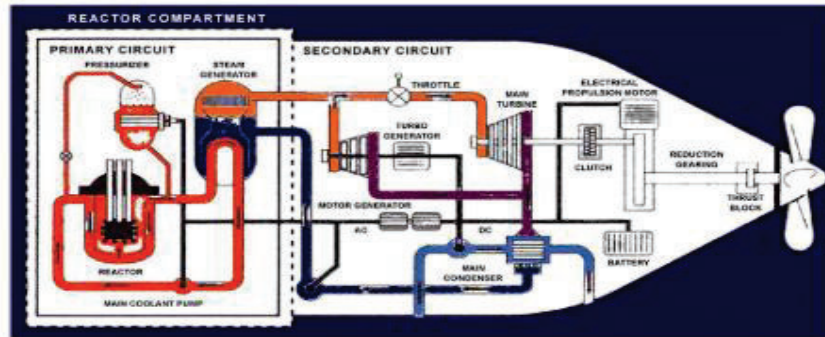 REACTOR COMPARTMENT
PRIMARY CIRCUIT
PRESSURIZER
STEAM
GENERATOR
REACTOR
MAIN COOLANT PUMP
SECONDARY CIRCUIT
THROTTLE
MAIN
TURBINE
TURBO
GENERATOR
MOTOR GENERATOR
AC
DC
MAIN
CONDENSER
ELECTRICAL
PROPULSION MOTOR
CLUTCH
REDUCTION
GEARING
THRUST
BLOCK
BATTERY